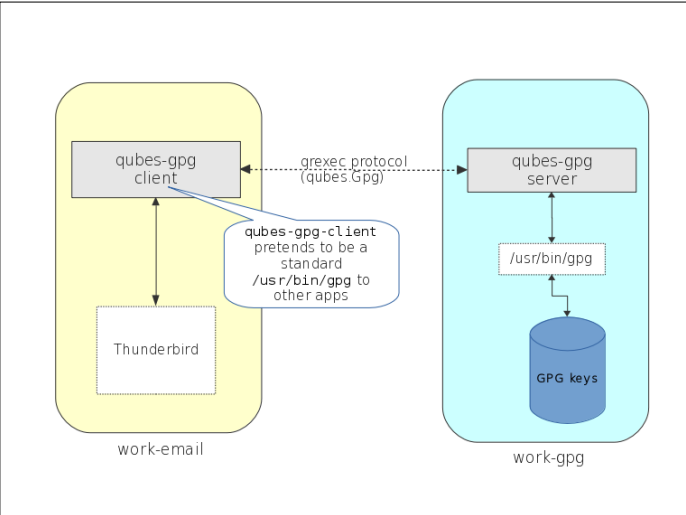 qubes-gpg
client
qrexec protocol
(qubes.Gpg)
qubes-gpg
server
qubes-gpg-client
pretends to be a
standard
/usr/bin/gpg to
other apps
/usr/bin/gpg
Thunderbird
GPG keys
work-email
work-gpg